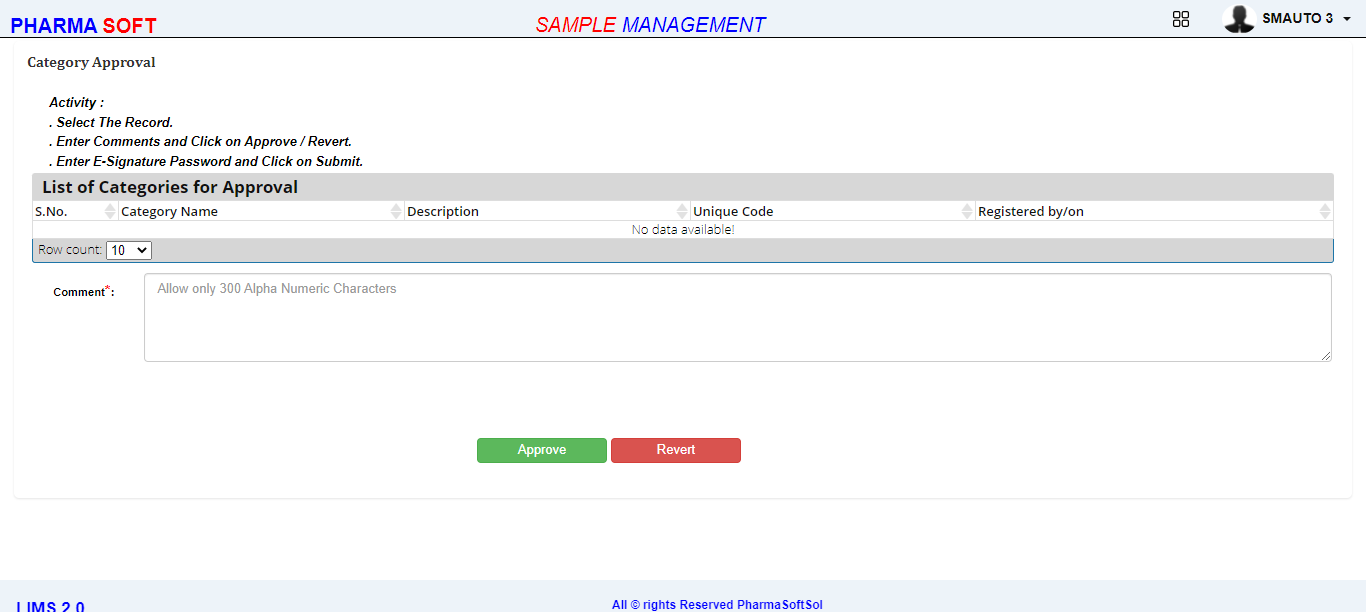 PHARMA SOFT
SAMPLE MANAGEMENT
SMAUTO 3
Category Approval
Activity :
. Select The Record.
. Enter Comments and Click on Approve / Revert.
. Enter E-Signature Password and Click on Submit.
List of Categories for Approval
S.No. Category Name Description Unique Code Registered by/on
No data available!
Row count: 10
Comment*:
Allow only 300 Alpha Numeric Characters
Approve Revert
LIMS 2.0
All © rights Reserved PharmaSoftSol